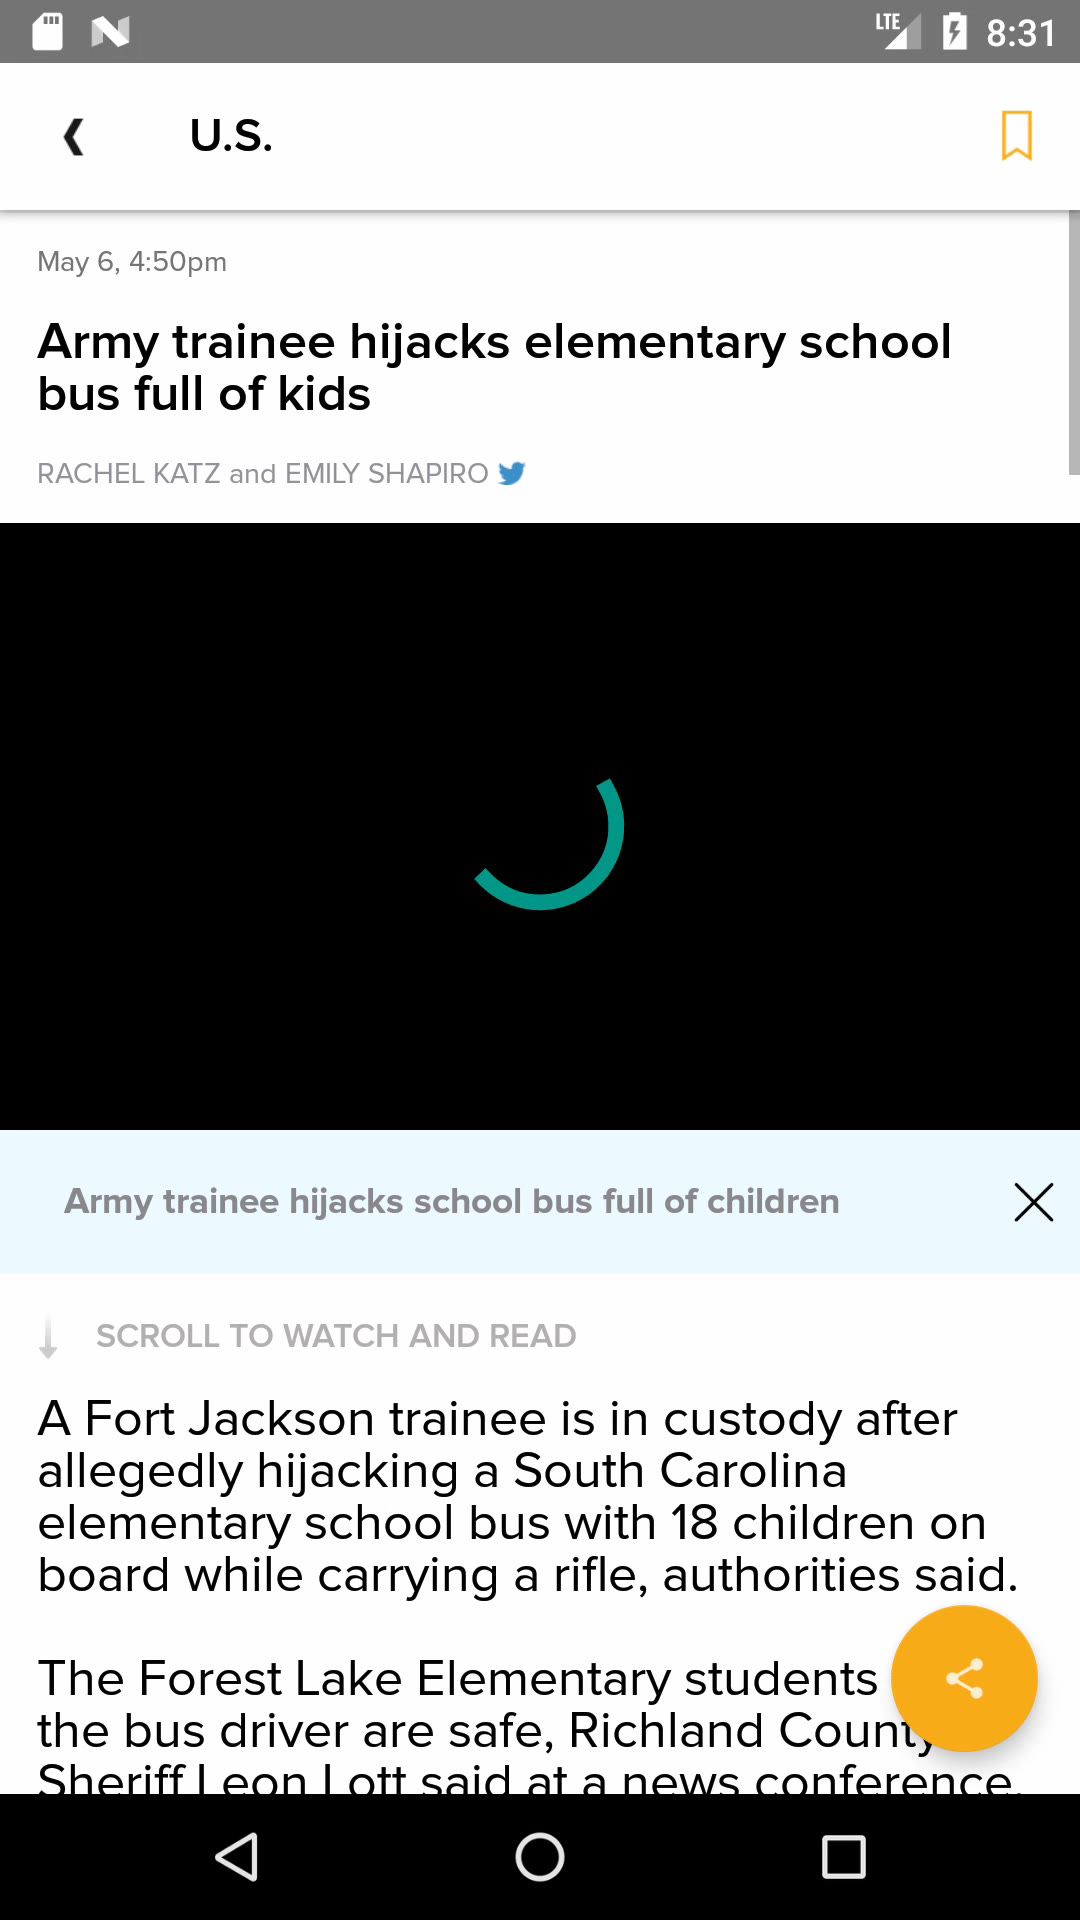 LTE 8:31
U.S.
May 6, 4:50pm
Army trainee hijacks elementary school
bus full of kids
RACHEL KATZ and EMILY SHAPIRO
Army trainee hijacks school bus full of children
SCROLL TO WATCH AND READ
A Fort Jackson trainee is in custody after
allegedly hijacking a South Carolina
elementary school bus with 18 children on
board while carrying a rifle, authorities said.
The Forest Lake Elementary students
the bus driver are safe, Richland County
Sheriff Leon Lott said at a news conference.